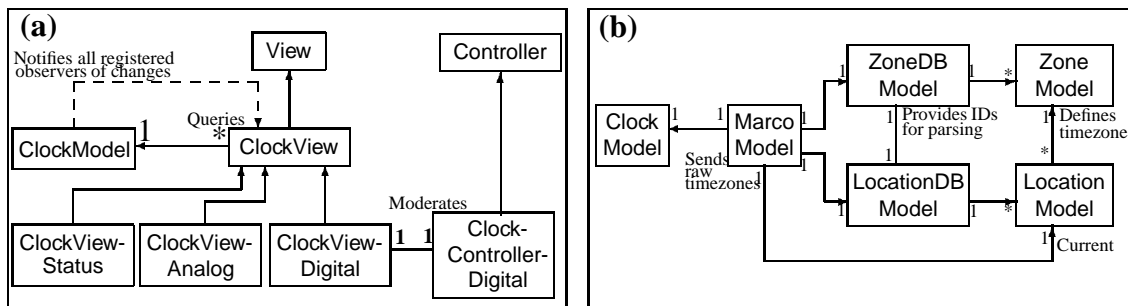 (a)
View
Controller
Notifies all registered
observers of changes
Queries
1
*
ClockModel
ClockView
Moderates
ClockView-
Status
ClockView-
Analog
ClockView-
Digital
1
1
Clock-
Controller-
Digital
(b)
ZoneDB
Model
1
1
*
Zone
Model
Clock
Model
1
1
Marco
Model
1
1
Provides IDs
for parsing
1
Defines
timezone
Sends
raw
timezones
1
1
1
*
LocationDB
Model
1
1
*
Location
Model
1
Current